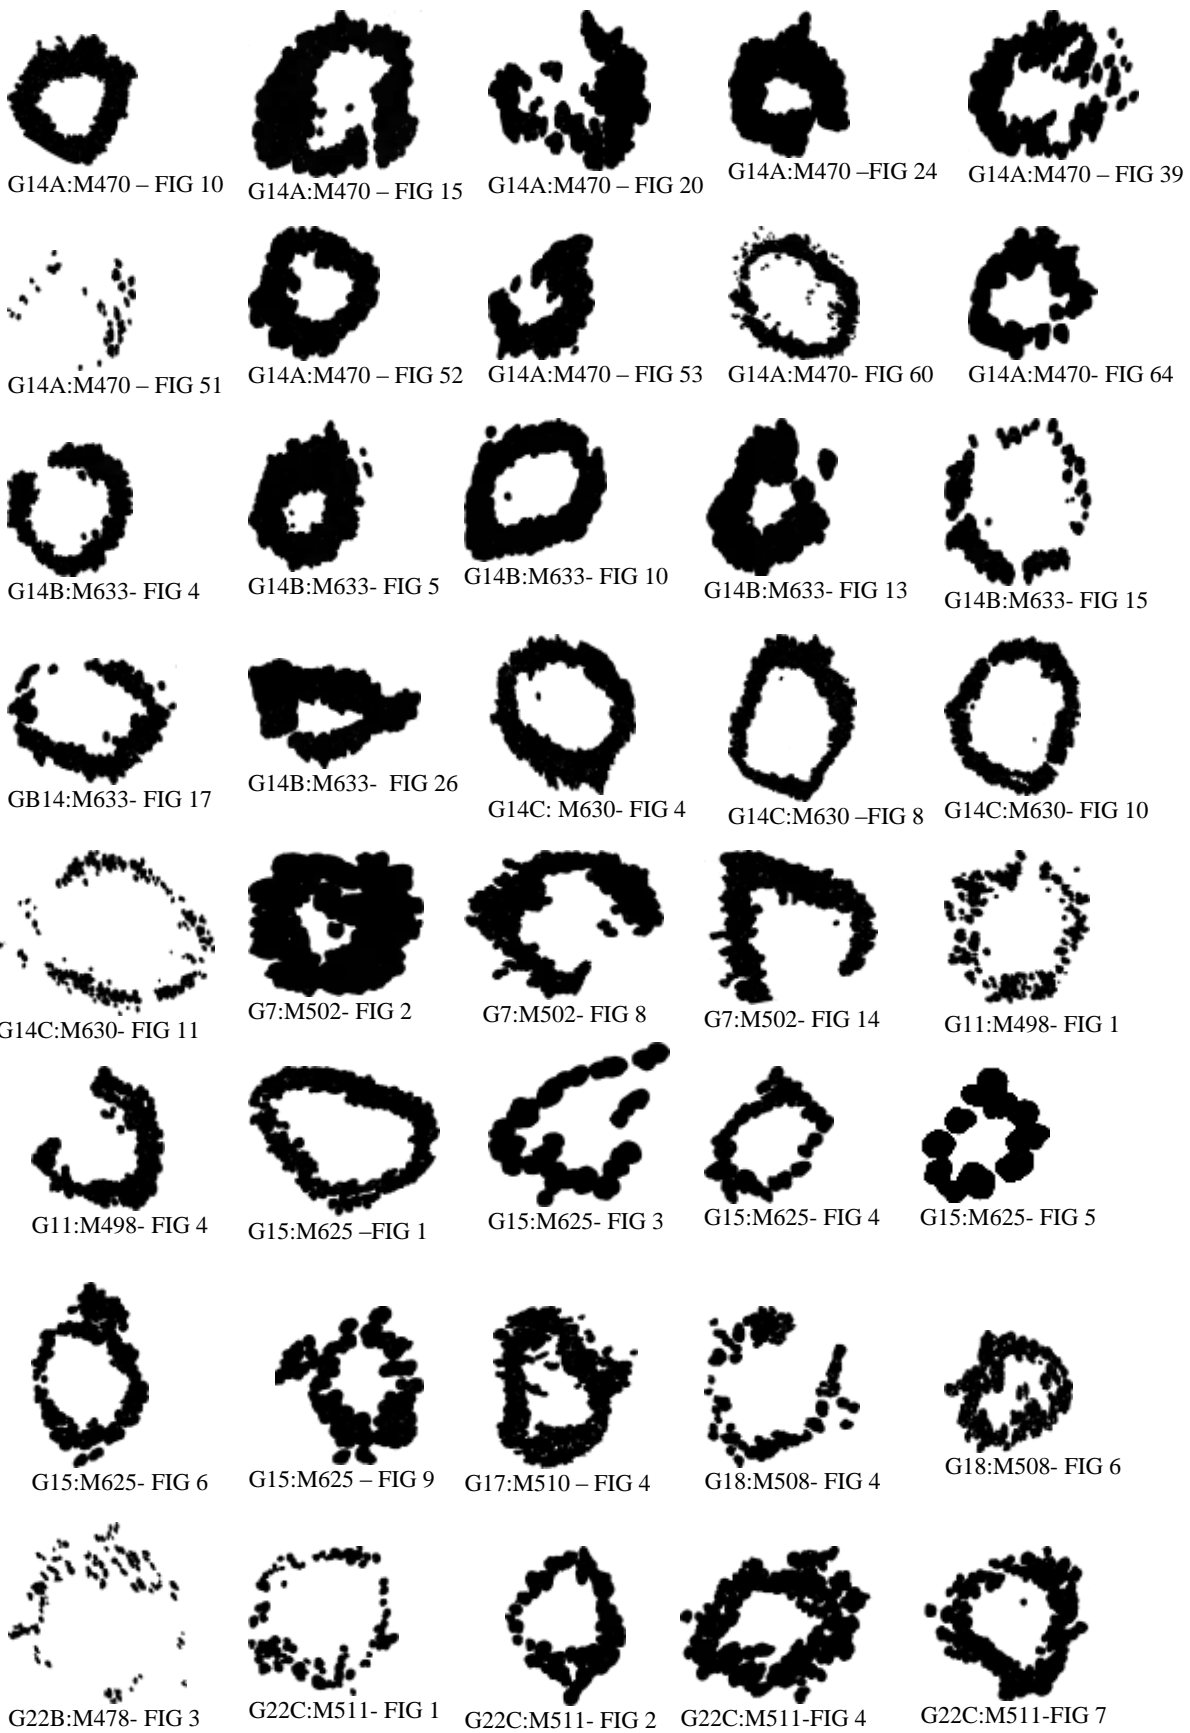 G14A:M470 – FIG 10
G14A:M470 – FIG 15
G14A:M470 – FIG 20
G14A:M470 –FIG 24
G14A:M470 – FIG 39
G14A:M470 – FIG 51
G14A:M470 – FIG 52
G14A:M470 – FIG 53
G14A:M470- FIG 60
G14A:M470- FIG 64
G14B:M633- FIG 4
G14B:M633- FIG 5
G14B:M633- FIG 10
G14B:M633- FIG 13
G14B:M633- FIG 15
GB14:M633- FIG 17
G14B:M633-  FIG 26
G14C: M630- FIG 4
G14C:M630 –FIG 8
G14C:M630- FIG 10
G14C:M630- FIG 11
G7:M502- FIG 2
G7:M502- FIG 8
G7:M502- FIG 14
G11:M498- FIG 1
G11:M498- FIG 4
G15:M625 –FIG 1
G15:M625- FIG 3
G15:M625- FIG 4
G15:M625- FIG 5
G15:M625- FIG 6
G15:M625 – FIG 9
G17:M510 – FIG 4
G18:M508- FIG 4
G18:M508- FIG 6
G22B:M478- FIG 3
G22C:M511- FIG 1
G22C:M511- FIG 2
G22C:M511-FIG 4
G22C:M511-FIG 7